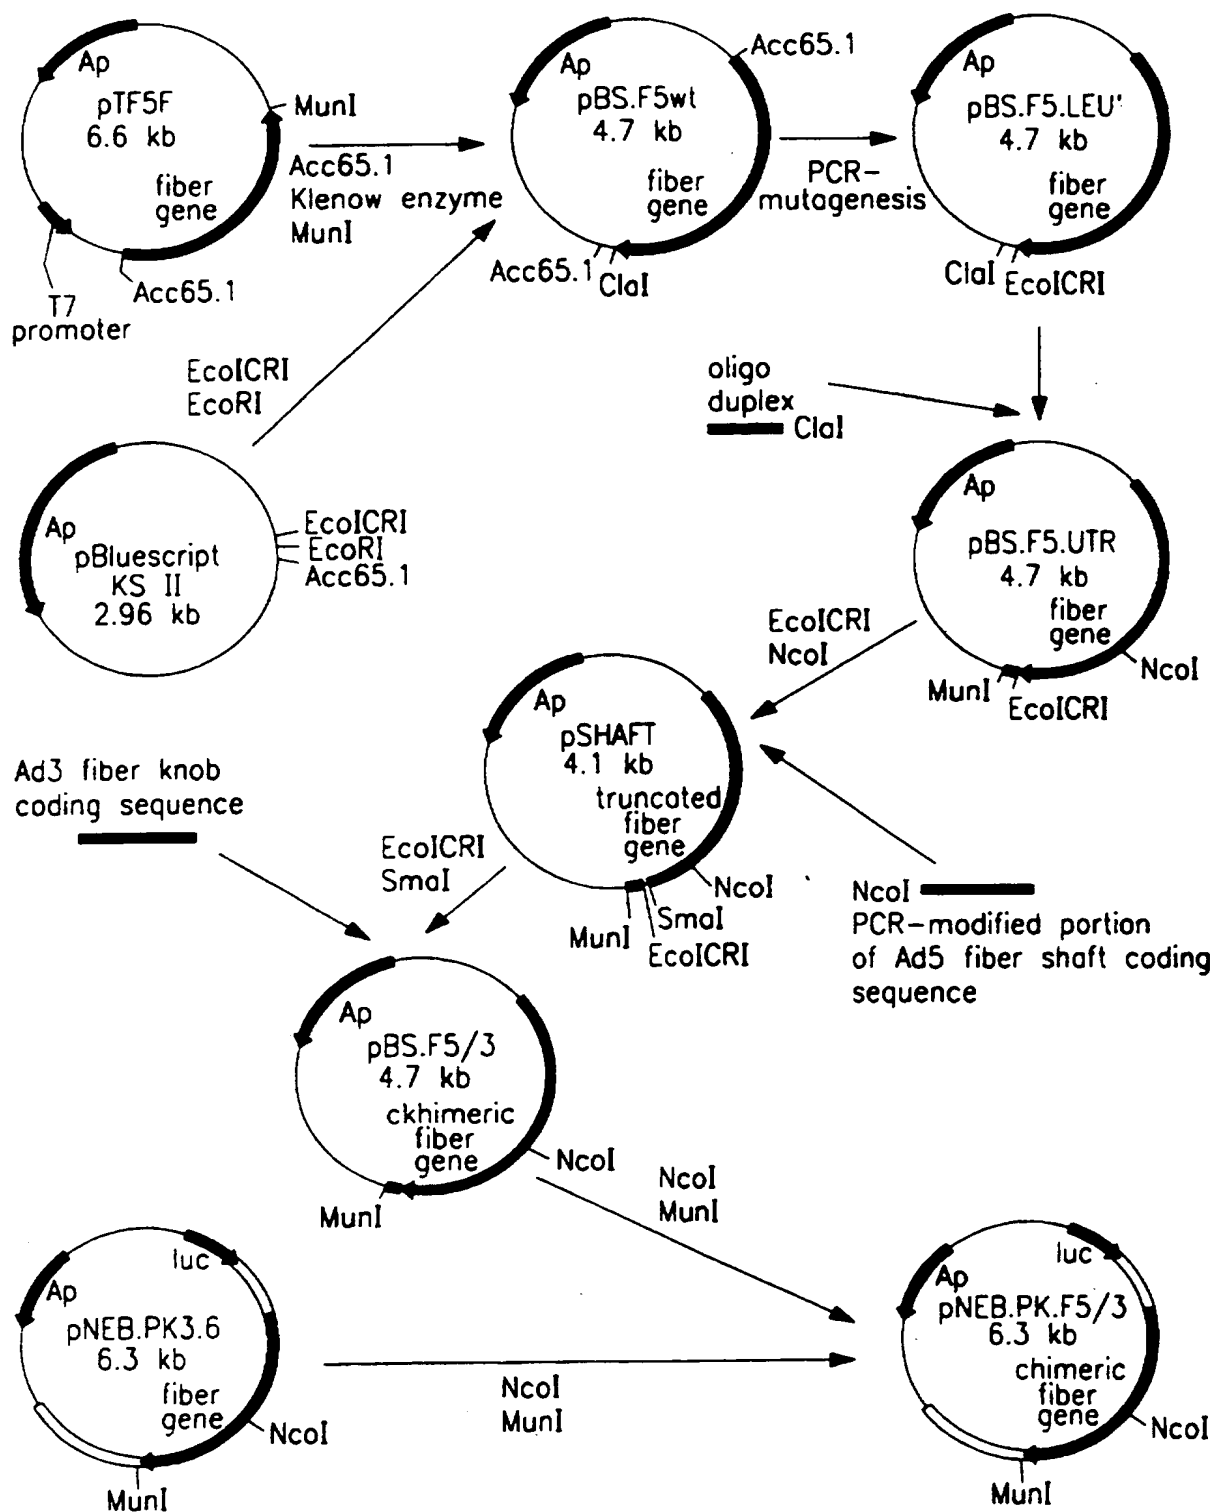 Ap
pTF5F
6.6 kb
fiber
gene
MunI
Acc65.1
T7
promoter
Acc65.1
Klenow enzyme
MunI
Ap
pBS.F5wt
4.7 kb
fiber
gene
Acc65.1
Acc65.1
ClaI
PCR-
mutagenesis
Ap
pBS.F5.LEU'
4.7 kb
fiber
gene
ClaI
EcoICRI
EcoICRI
EcoRI
Ap
pBluescript
KS II
2.96 kb
EcoICRI
EcoRI
Acc65.1
oligo
duplex
ClaI
Ap
pBS.F5.UTR
4.7 kb
fiber
gene
NcoI
MunI
EcoICRI
EcoICRI
NcoI
Ap
pSHAFT
4.1 kb
truncated
fiber
gene
NcoI
SmaI
MunI
EcoICRI
Ad3 fiber knob
coding sequence
EcoICRI
SmaI
NcoI
PCR-modified portion
of Ad5 fiber shaft coding
sequence
Ap
pBS.F5/3
4.7 kb
ckhimeric
fiber
gene
NcoI
MunI
NcoI
MunI
luc
Ap
pNEB.PK3.6
6.3 kb
fiber
gene
NcoI
MunI
NcoI
MunI
luc
Ap
pNEB.PK.F5/3
6.3 kb
chimeric
fiber
gene
NcoI
MunI